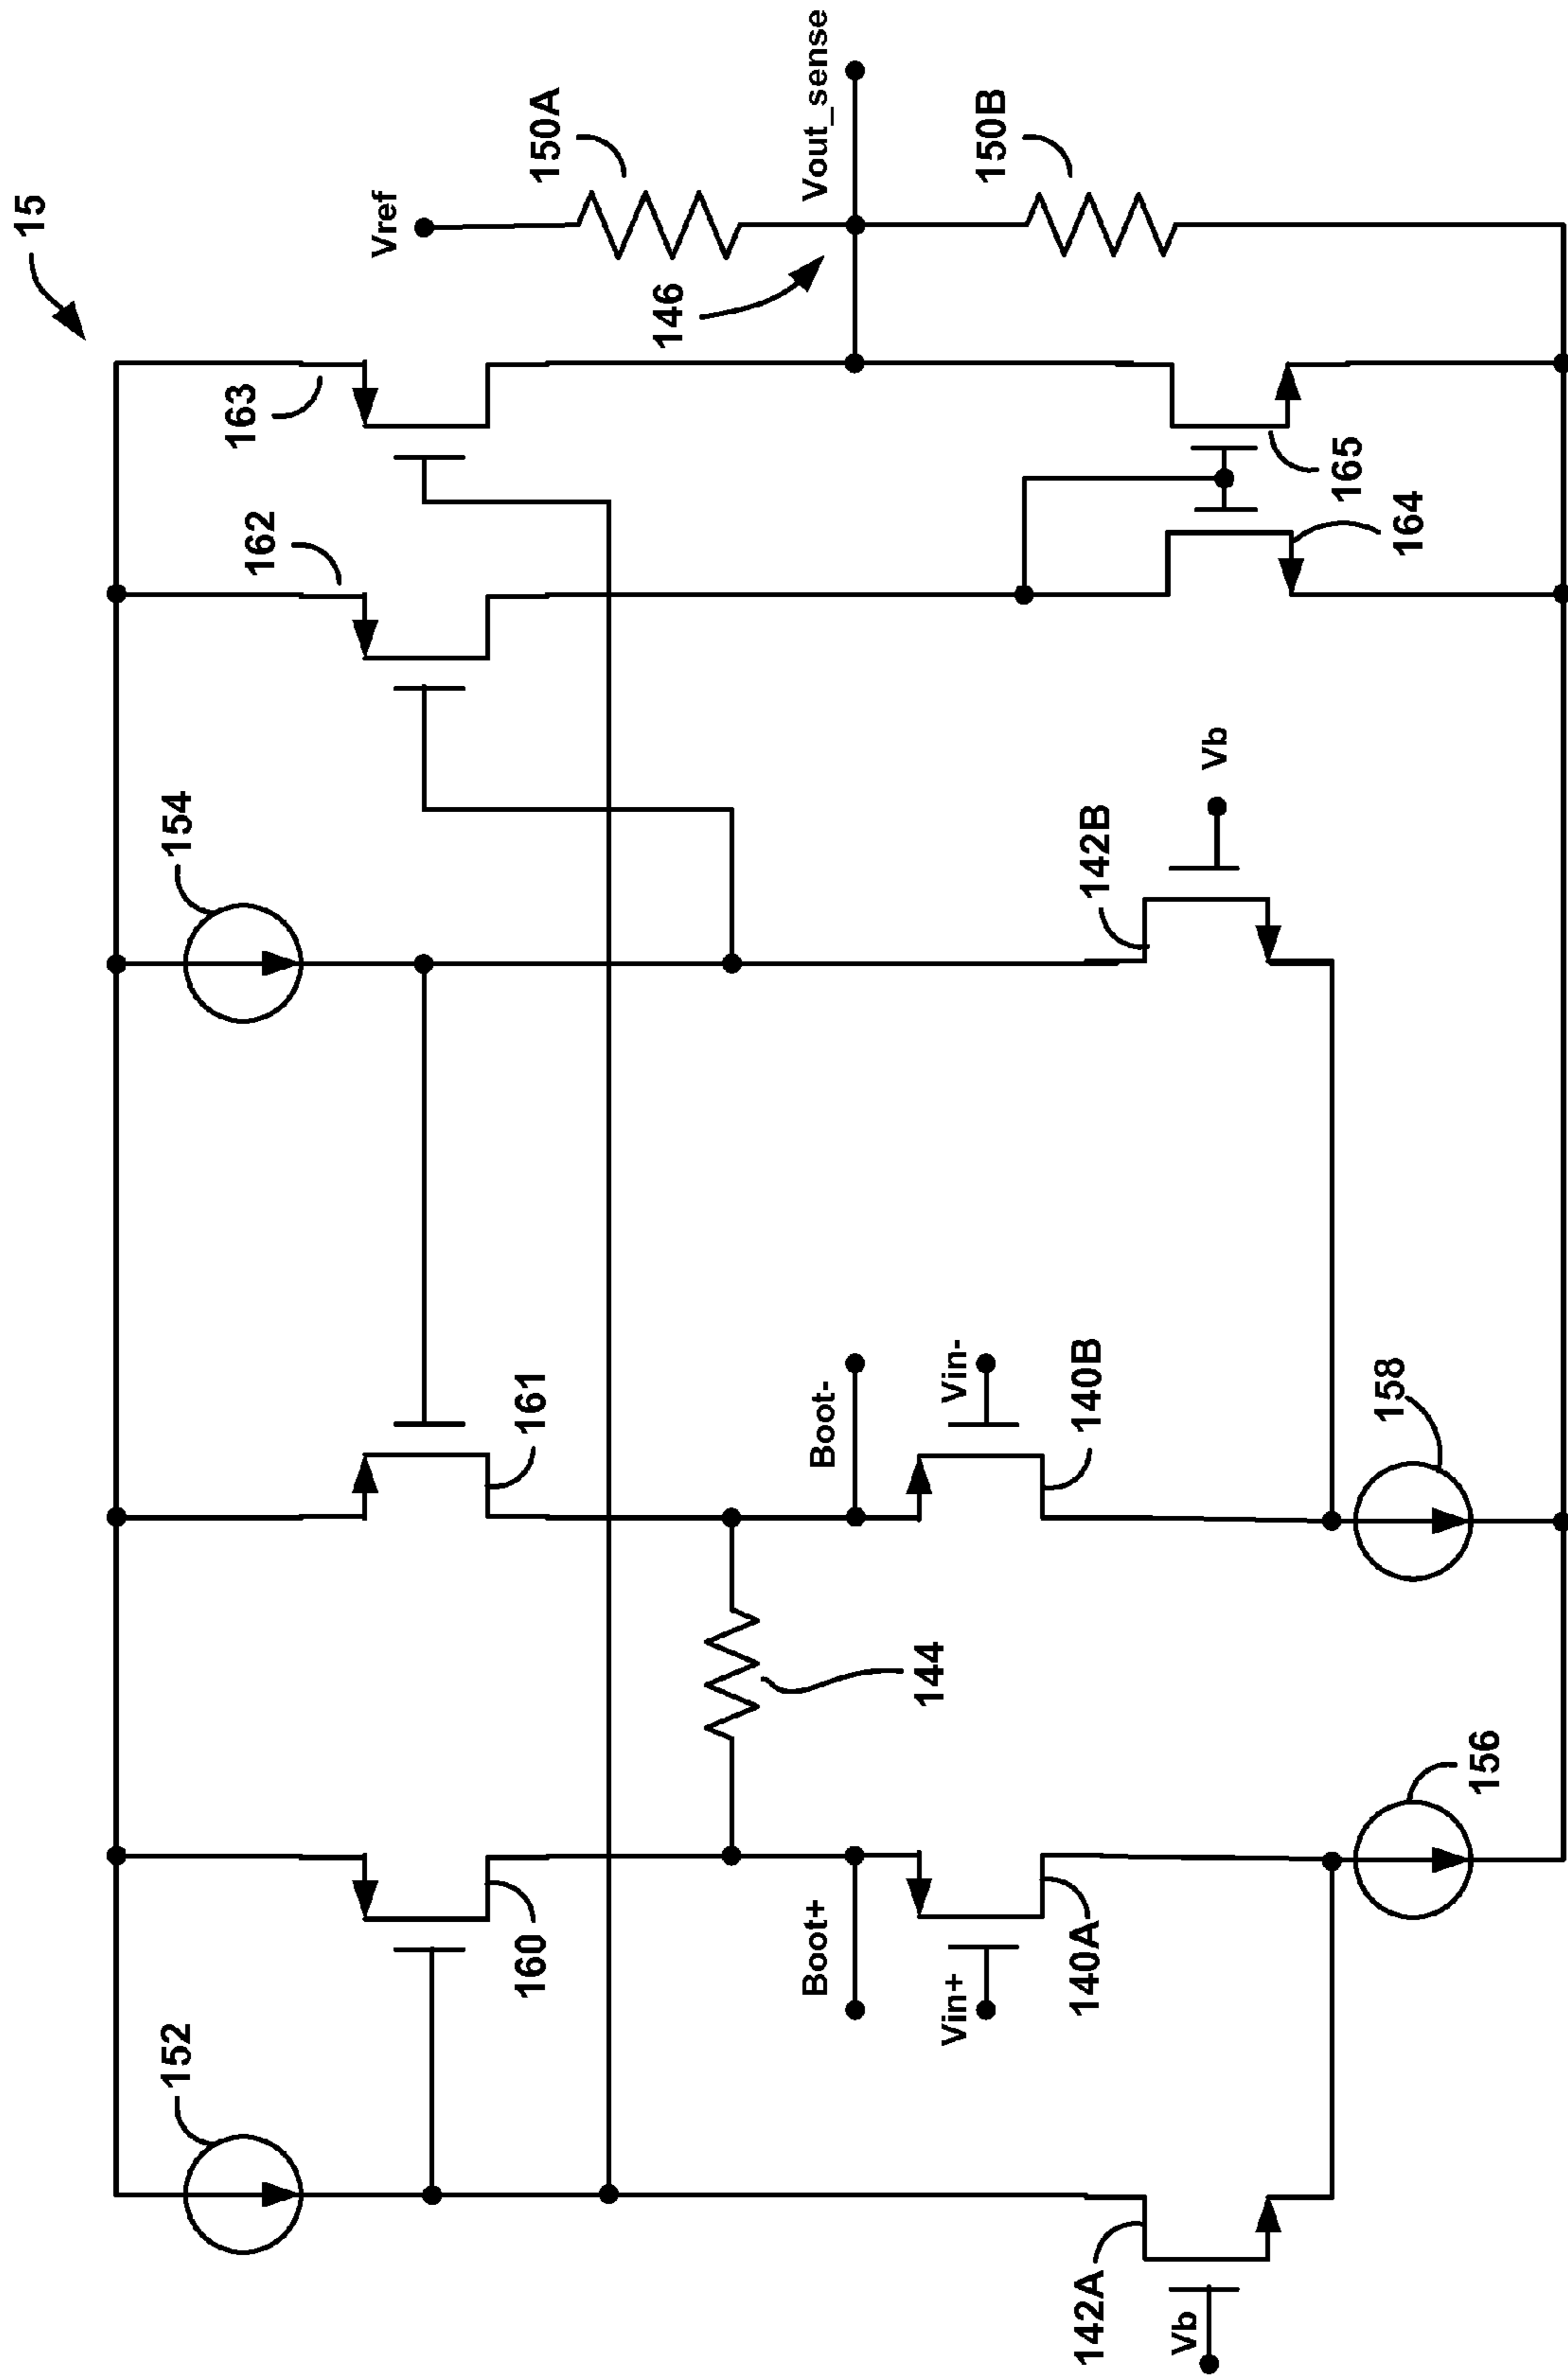 15
163
162
154
152
160
161
Vref
150A
146
Vout_sense
150B
144
Boot+
Boot-
Vin+
Vin-
140A
140B
142A
142B
Vb
Vb
156
158
164
165